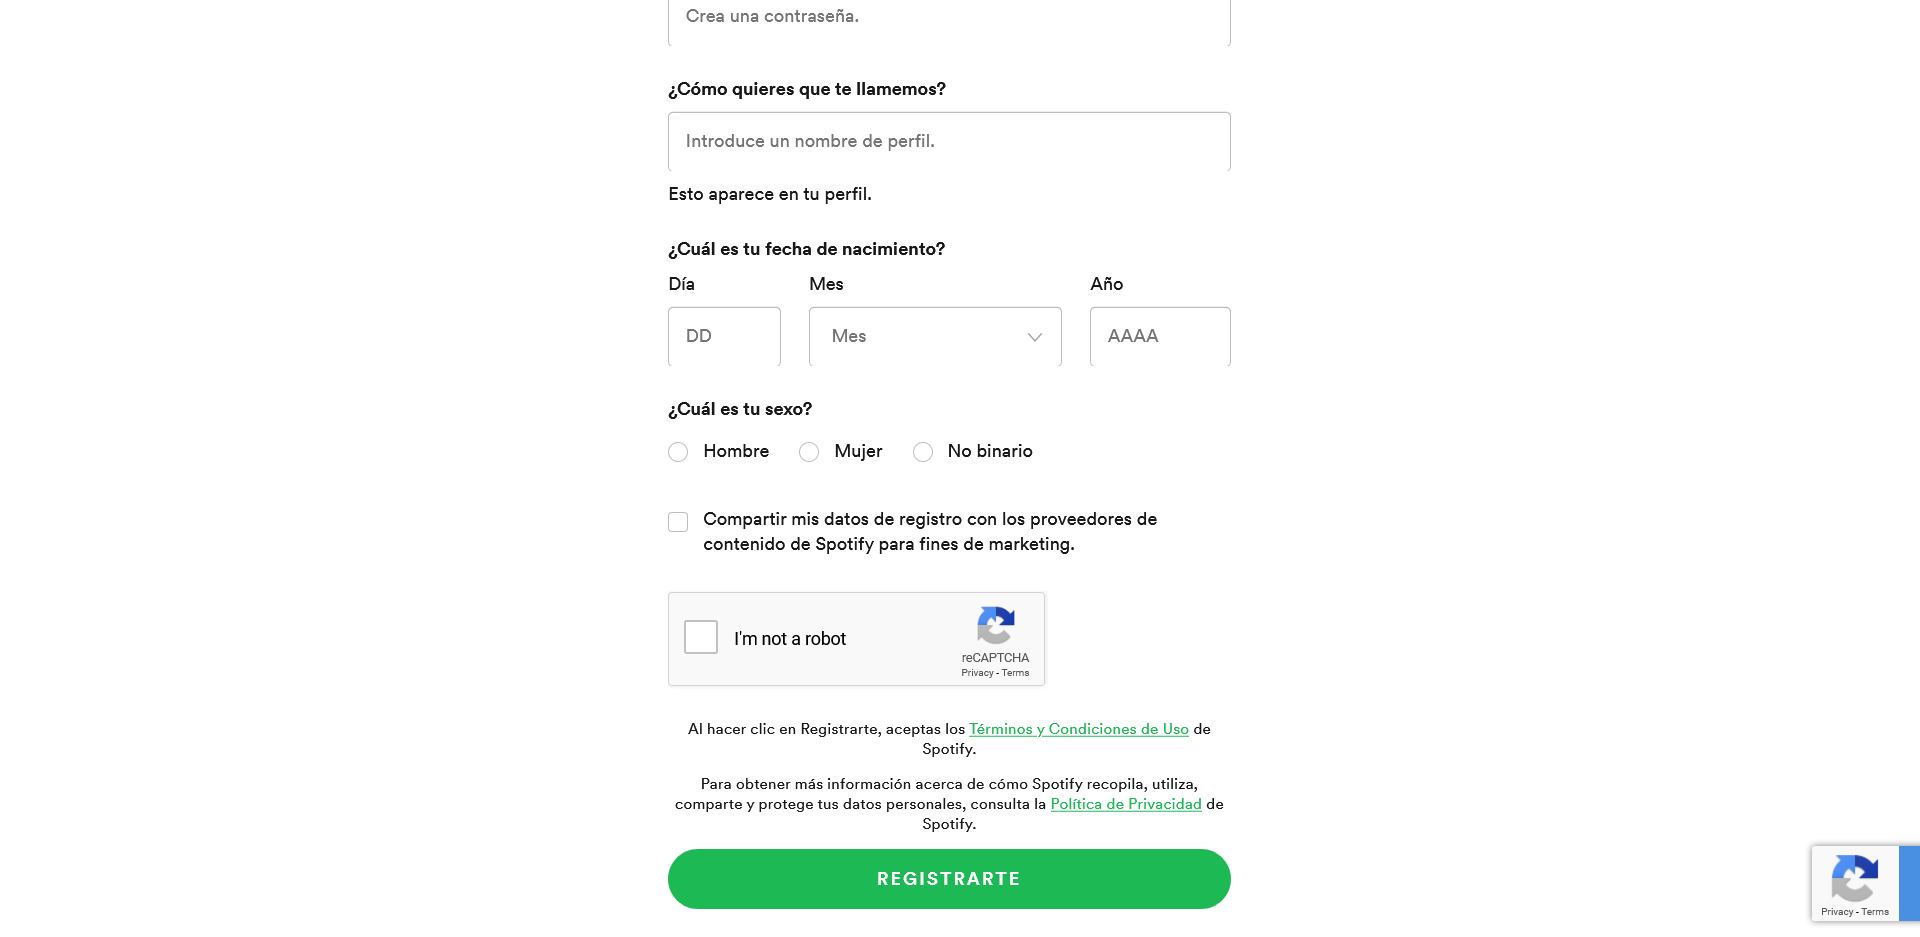 Crea una contraseña.
¿Cómo quieres que te llamemos?
Introduce un nombre de perfil.
Esto aparece en tu perfil.
¿Cuál es tu fecha de nacimiento?
Día Mes Año
DD Mes AAAA
¿Cuál es tu sexo?
Hombre Mujer No binario
Compartir mis datos de registro con los proveedores de
contenido de Spotify para fines de marketing.
I'm not a robot
reCAPTCHA
Privacy - Terms
Al hacer clic en Registrarte, aceptas los Términos y Condiciones de Uso de
Spotify.
Para obtener más información acerca de cómo Spotify recopila, utiliza,
comparte y protege tus datos personales, consulta la Política de Privacidad de
Spotify.
REGISTRARTE
Privacy - Terms